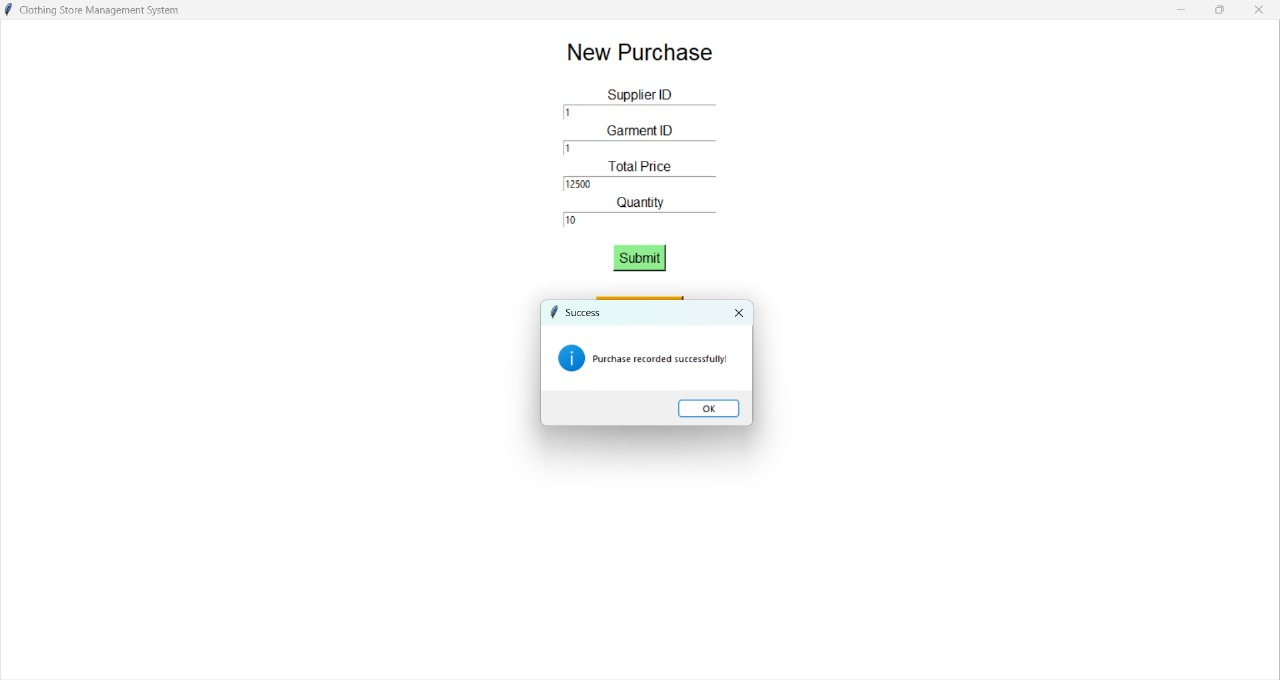 Clothing Store Management System
New Purchase
Supplier ID
1
Garment ID
1
Total Price
12500
Quantity
10
Submit
Success
Purchase recorded successfully!
OK